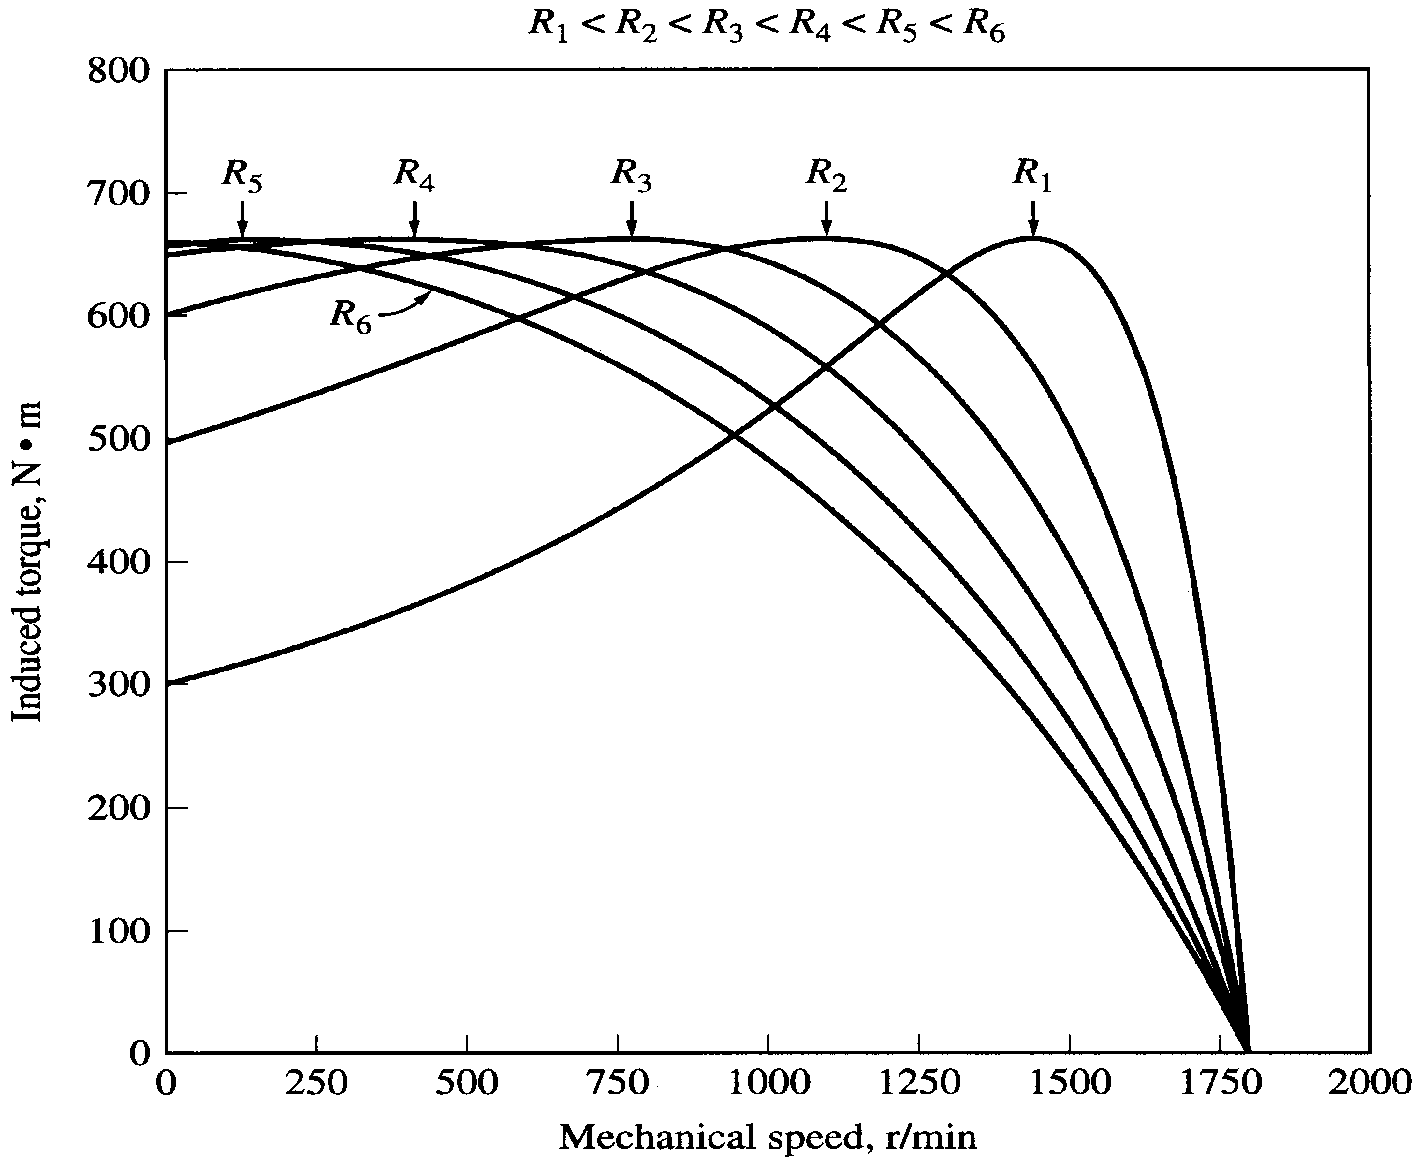 R₁ < R₂ < R₃ < R₄ < R₅ < R₆
800
700
600
500
400
300
200
100
0
Induced torque, N • m
R₅
R₄
R₃
R₂
R₁
R₆
0
250
500
750
1000
1250
1500
1750
2000
Mechanical speed, r/min